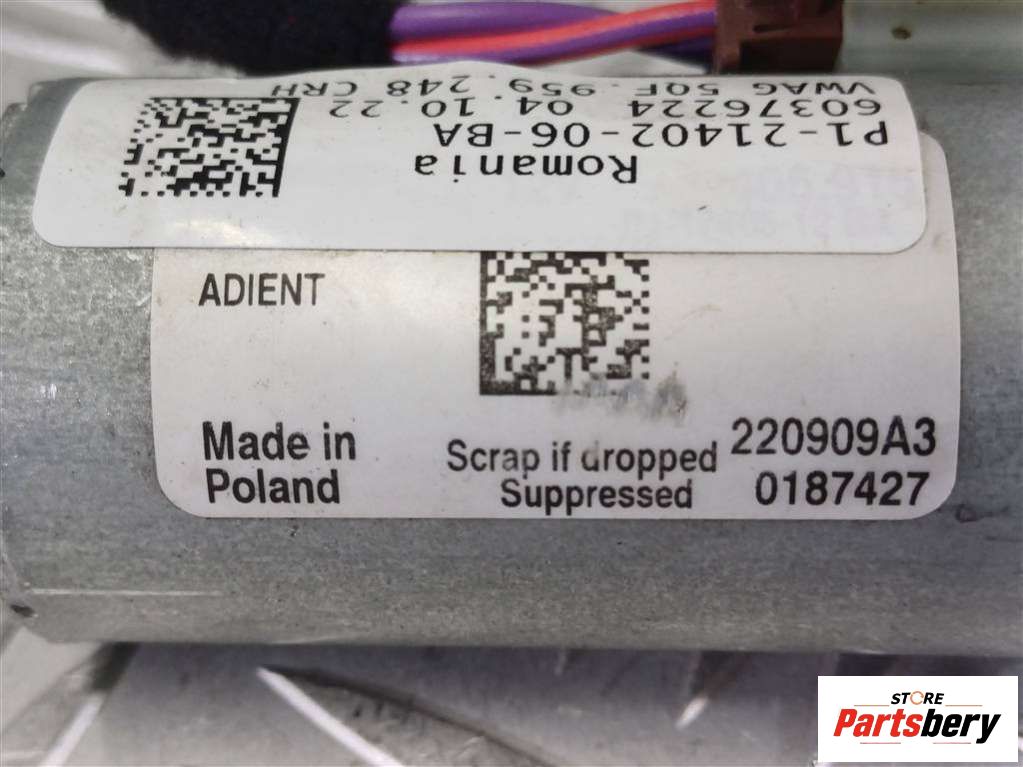 Romania
P1-21402-06-BA
60376224 04.10.22
VWAG 5QF.959.248 CRH
ADIENT
Made in
Poland
Scrap if dropped
Suppressed
220909A3
0187427
STORE
Partsbery